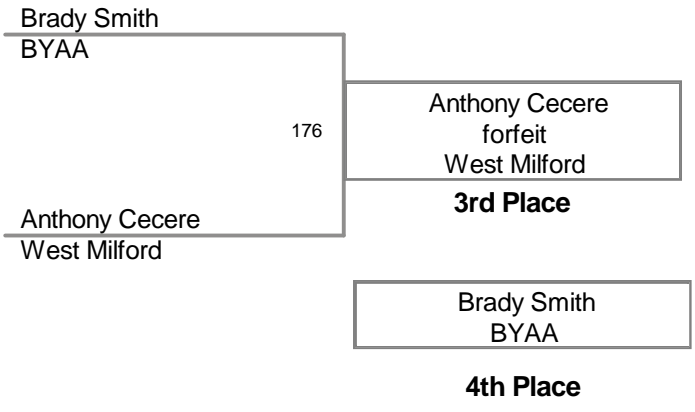 Brady Smith
BYAA
176
Anthony Cecere
forfeit
West Milford
3rd Place
Anthony Cecere
West Milford
Brady Smith
BYAA
4th Place